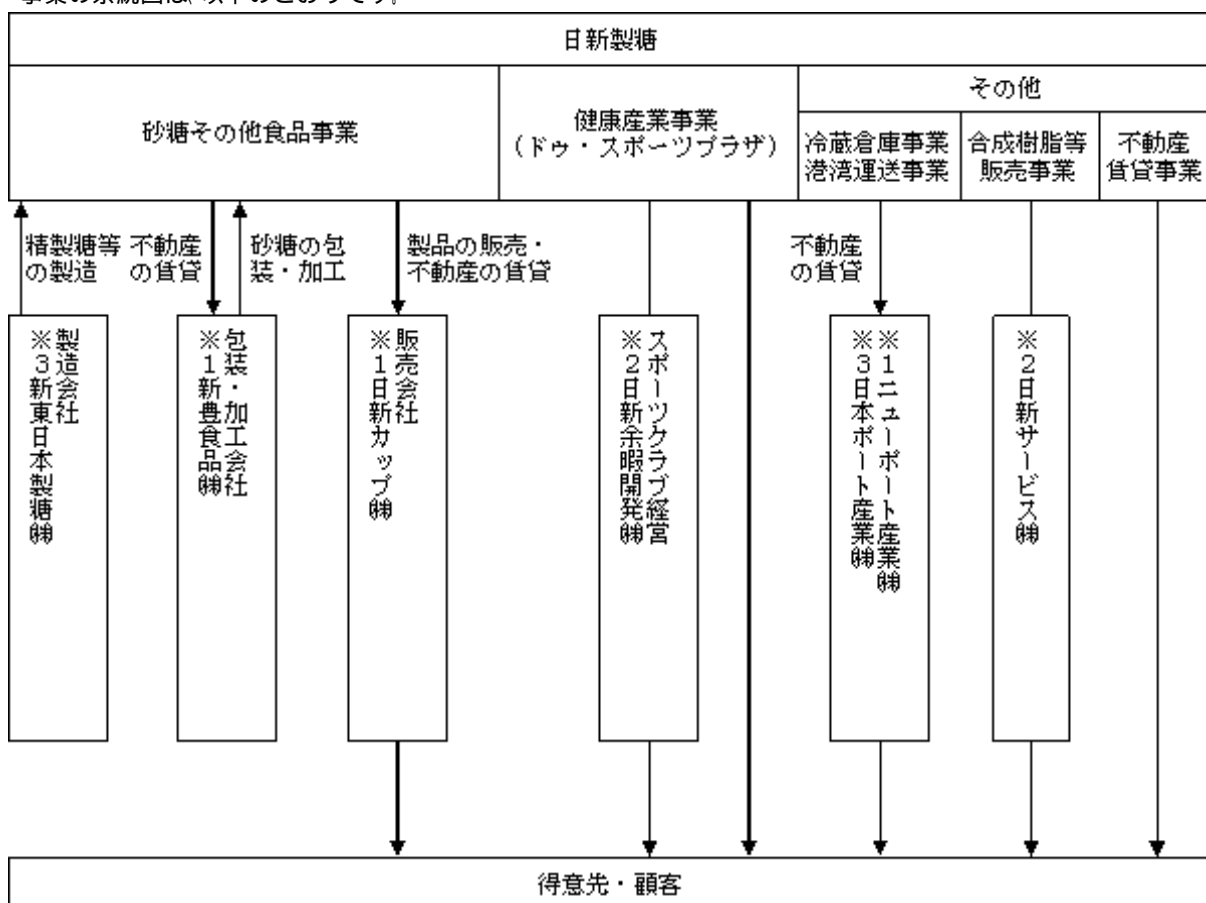 事業の系統図は、以下のとおりです。
日新製糖
砂糖その他食品事業
健康産業事業
(ドゥ・スポーツプラザ)
その他
冷蔵倉庫事業
港湾運送事業
合成樹脂等
販売事業
不動産
賃貸事業
精製糖等
の製造
不動産
の賃貸
砂糖の包
装・加工
製品の販売・
不動産の賃貸
不動産
の賃貸
製造会社
※3新東日本製糖㈱
包装・加工会社
※1新豊食品㈱
販売会社
※1日新カップ㈱
スポーツクラブ経営
※2日新余暇開発㈱
※1ニューポート産業㈱
※3日本ポート産業㈱
※2日新サービス㈱
得意先・顧客